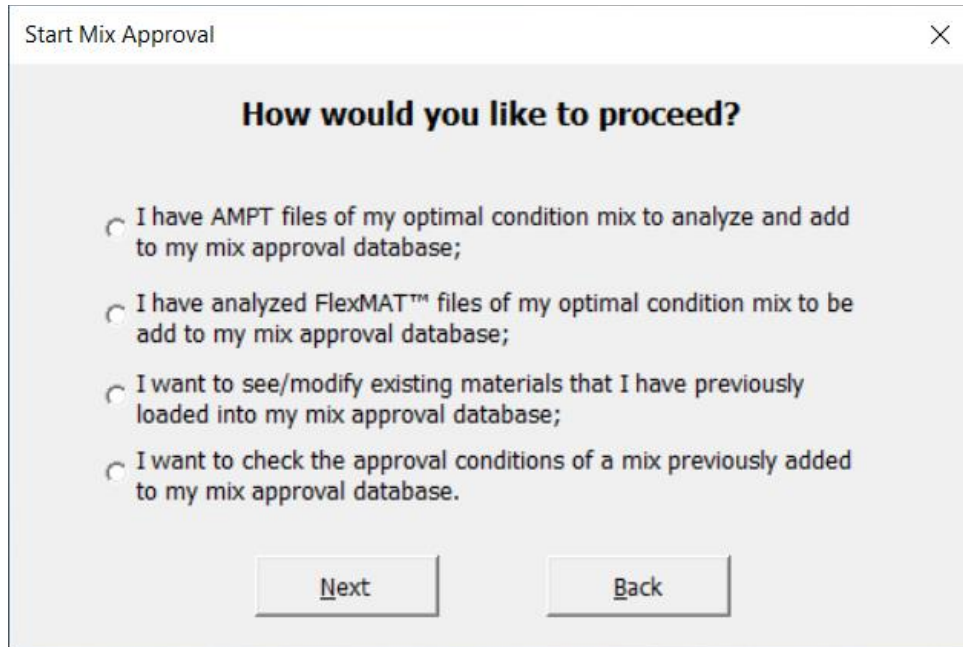 Start Mix Approval
How would you like to proceed?
I have AMPT files of my optimal condition mix to analyze and add
to my mix approval database;
I have analyzed FlexMAT™ files of my optimal condition mix to be
add to my mix approval database;
I want to see/modify existing materials that I have previously
loaded into my mix approval database;
I want to check the approval conditions of a mix previously added
to my mix approval database.
Next
Back